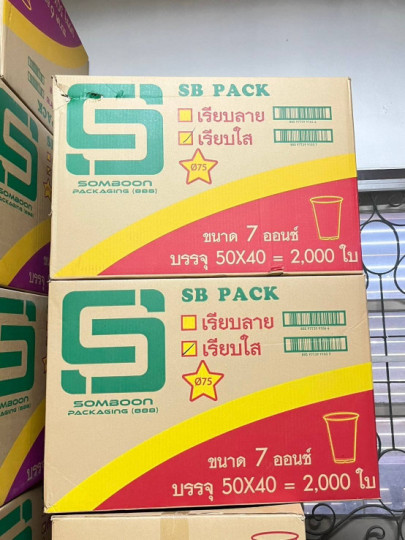 SB PACK
เรียบลาย
เรียบใส
Ø75
SOMBOON
PACKAGING (888)
ขนาด 7 ออนซ์
บรรจุ 50X40 = 2,000 ใบ
SB PACK
เรียบลาย
เรียบใส
Ø75
SOMBOON
PACKAGING (888)
ขนาด 7 ออนซ์
บรรจุ 50X40 = 2,000 ใบ